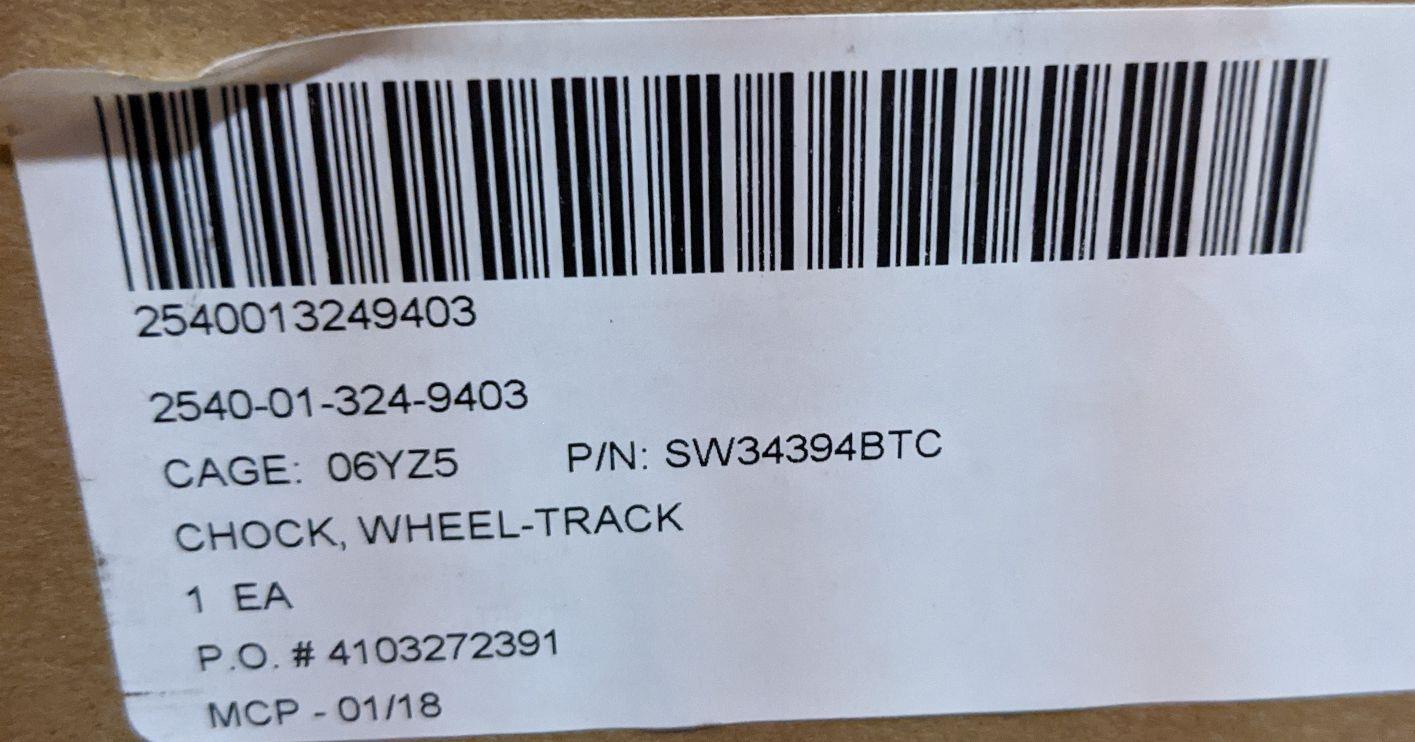 2540013249403
2540-01-324-9403
CAGE: 06YZ5 P/N: SW34394BTC
CHOCK, WHEEL-TRACK
1 EA
P.O. # 4103272391
MCP - 01/18